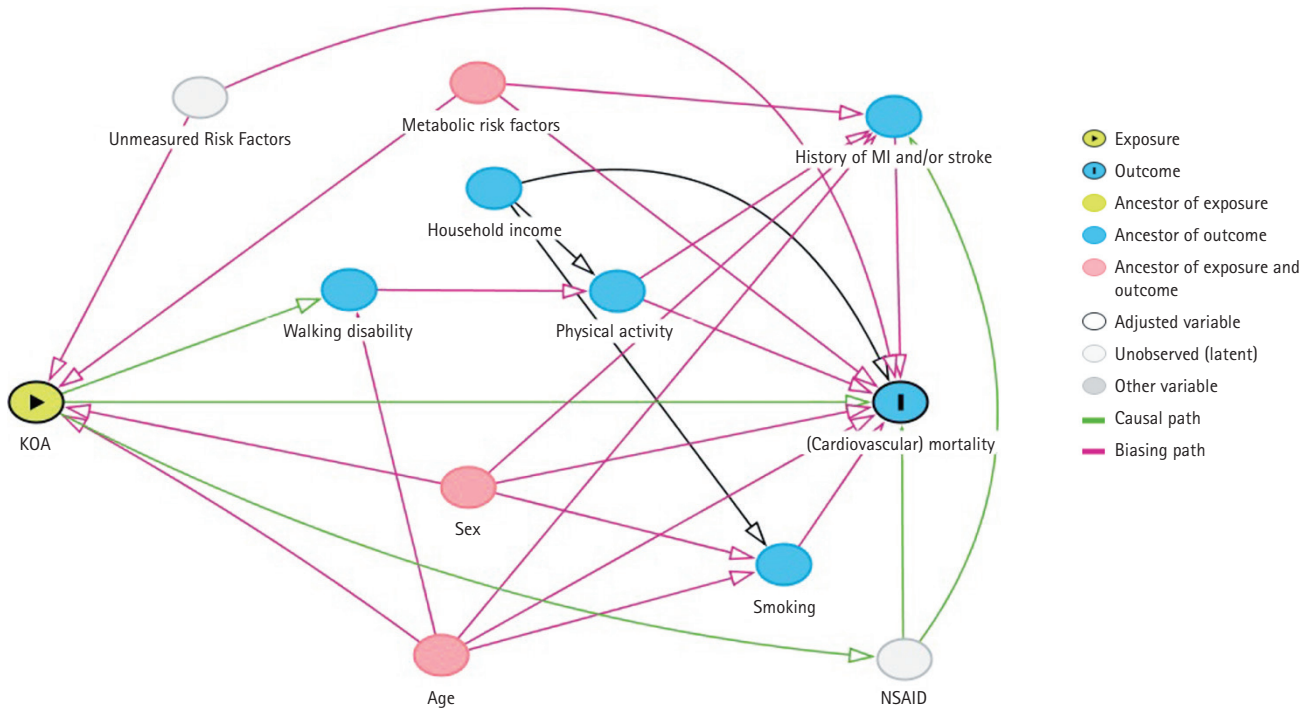 Unmeasured Risk Factors
Metabolic risk factors
History of MI and/or stroke
Household income
Walking disability
Physical activity
KOA
(Cardiovascular) mortality
Sex
Smoking
Age
NSAID
Exposure
Outcome
Ancestor of exposure
Ancestor of outcome
Ancestor of exposure and
outcome
Adjusted variable
Unobserved (latent)
Other variable
Causal path
Biasing path